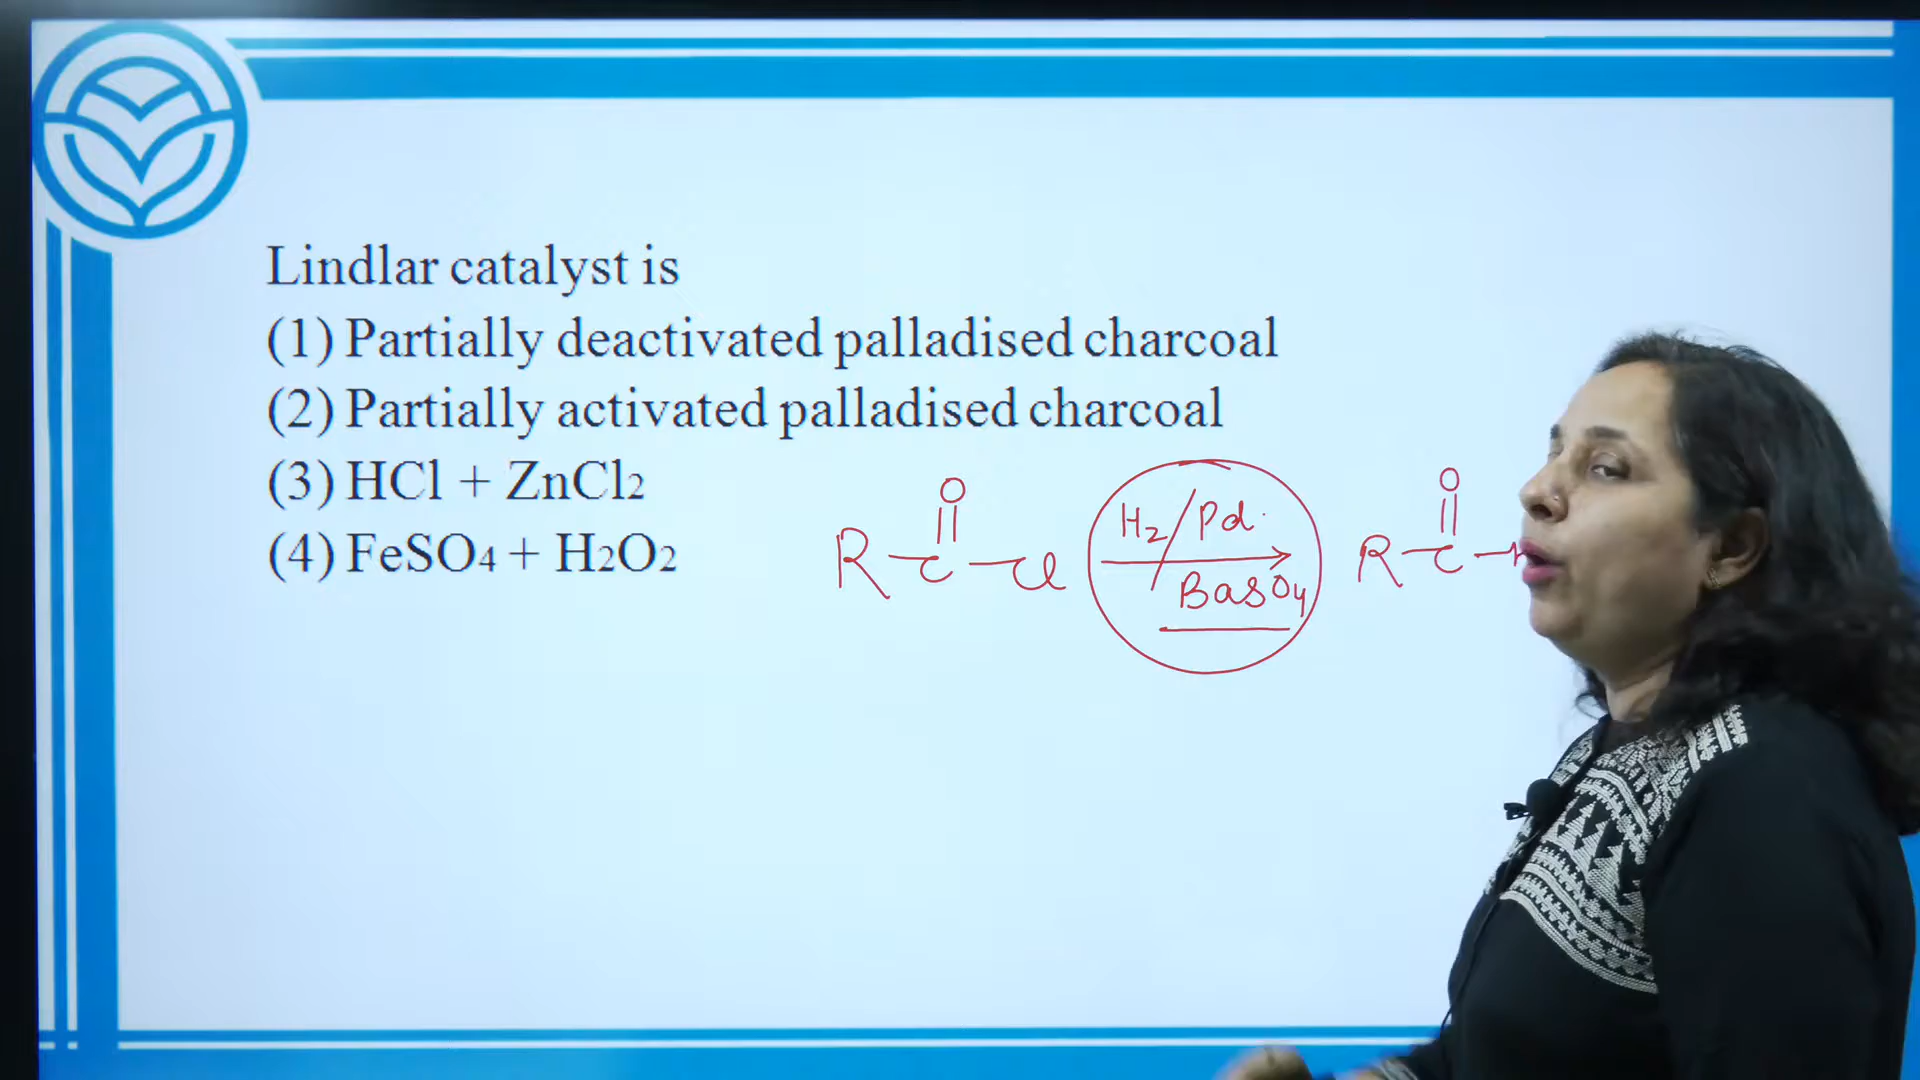 Lindlar catalyst is
(1) Partially deactivated palladised charcoal
(2) Partially activated palladised charcoal
(3) HCl + ZnCl2
(4) FeSO4 + H2O2
O O
R-C-Cl H2/Pd. R-C-
BaSO4